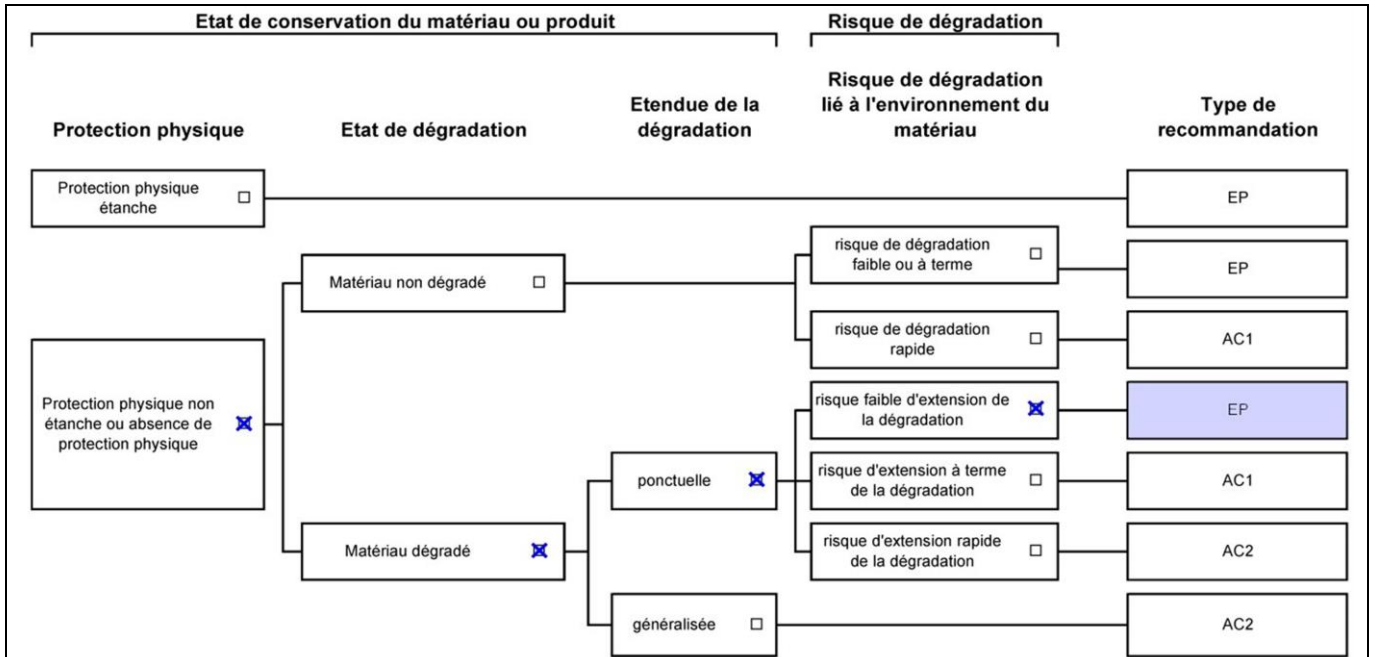 Etat de conservation du matériau ou produit
Risque de dégradation
Protection physique
Etat de dégradation
Etendue de la
dégradation
Risque de dégradation
lié à l'environnement du
matériau
Type de
recommandation
Protection physique
étanche
EP
risque de dégradation
faible ou à terme
EP
Matériau non dégradé
risque de dégradation
rapide
AC1
Protection physique non
étanche ou absence de
protection physique
risque faible d'extension de
la dégradation
EP
ponctuelle
risque d'extension à terme
de la dégradation
AC1
Matériau dégradé
risque d'extension rapide
de la dégradation
AC2
généralisée
AC2